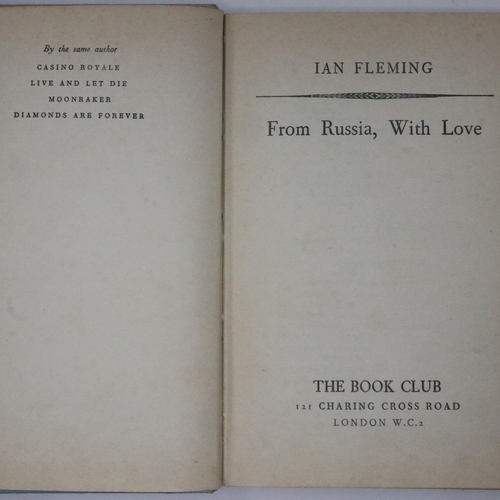 By the same author
CASINO ROYALE
LIVE AND LET DIE
MOONRAKER
DIAMONDS ARE FOREVER
IAN FLEMING
From Russia, With Love
THE BOOK CLUB
121 CHARING CROSS ROAD
LONDON W.C.2